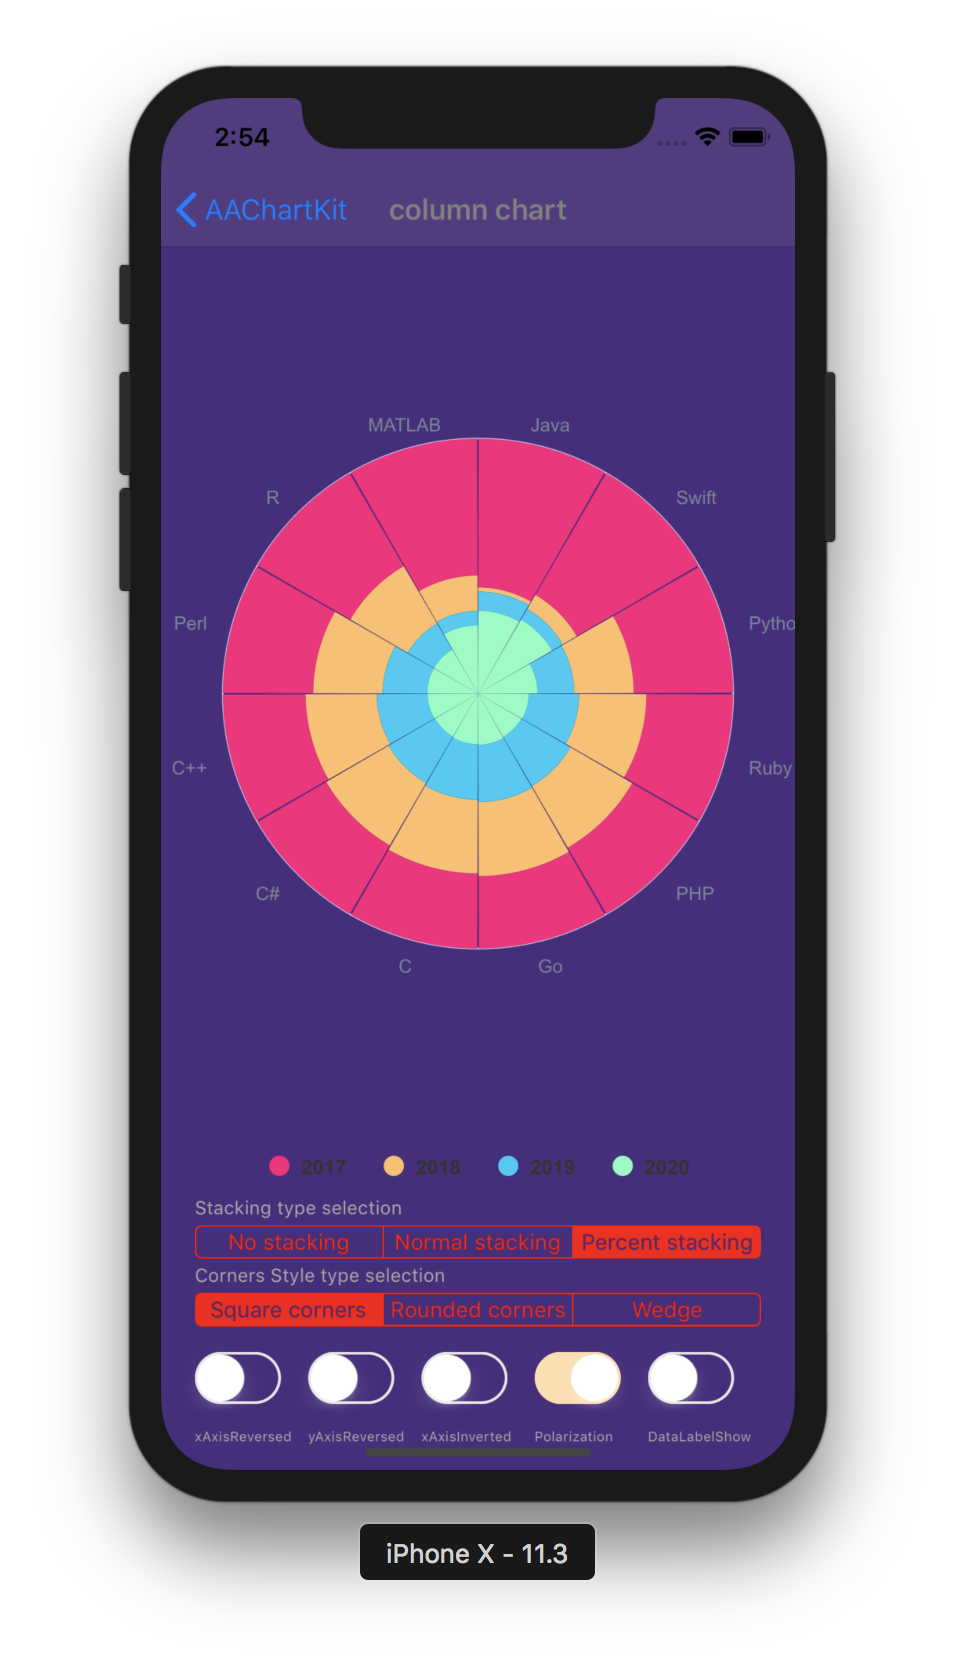 2:54
AAChartKit column chart
MATLAB Java
R Swift
Perl Pytho
C++ Ruby
C# PHP
C Go
2017 2018 2019 2020
Stacking type selection
No stacking Normal stacking Percent stacking
Corners Style type selection
Square corners Rounded corners Wedge
xAxisReversed yAxisReversed xAxisInverted Polarization DataLabelShow
iPhone X - 11.3